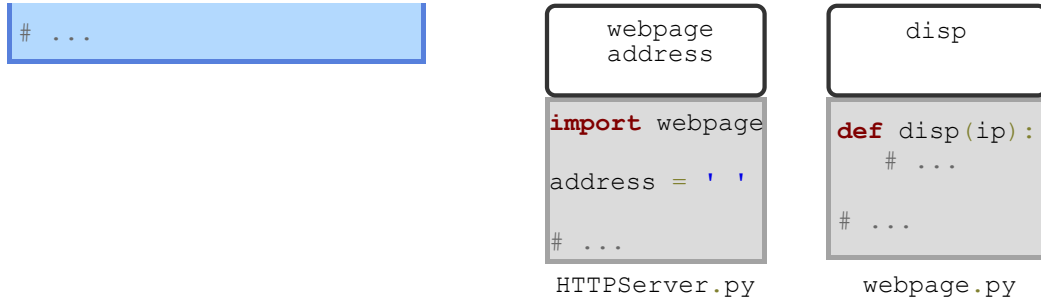 # ...
webpage
address
import webpage
address = ' '
# ...
HTTPServer.py
disp
def disp(ip):
# ...
# ...
webpage.py